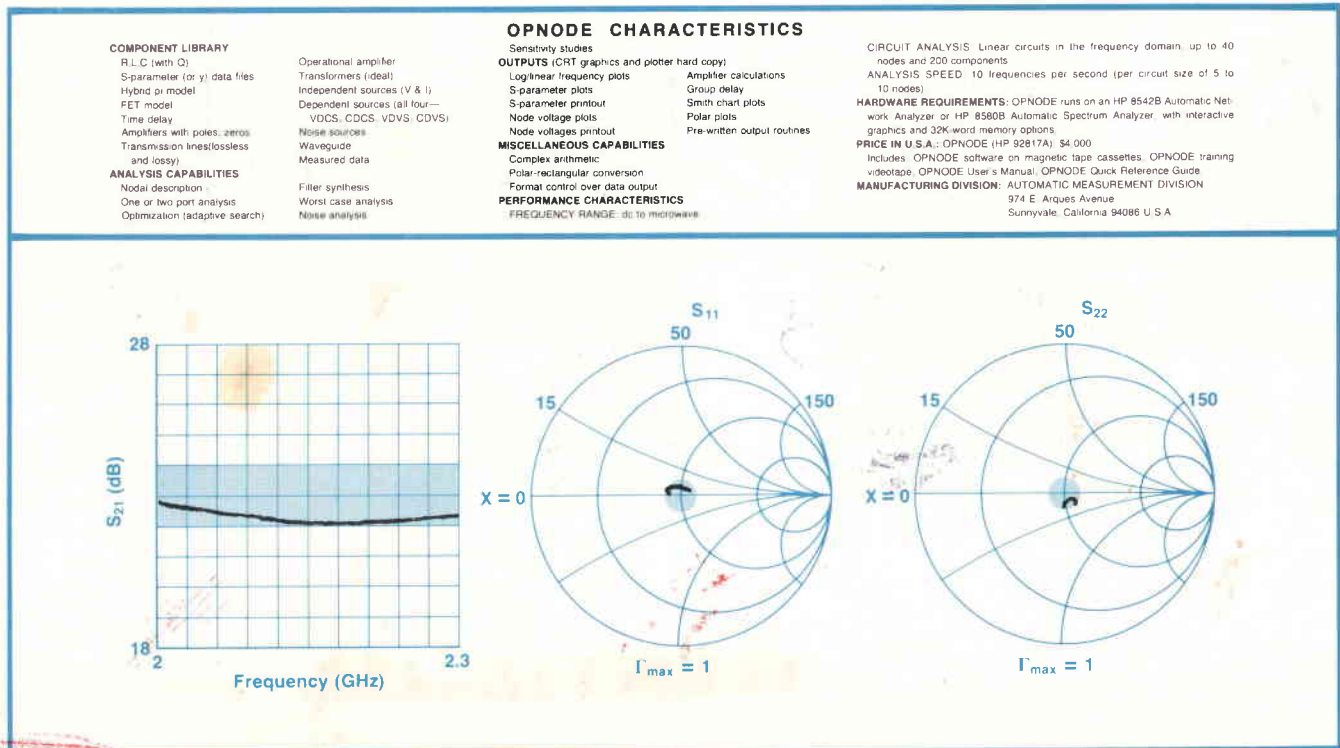 OPNODE CHARACTERISTICS
COMPONENT LIBRARY
R,L,C (with Q)
S-parameter (or y) data files
Hybrid pi model
FET model
Time delay
Amplifiers with poles, zeros
Transmission lines(lossless
and lossy)
ANALYSIS CAPABILITIES
Nodal description
One or two port analysis
Optimization (adaptive search)
Operational amplifier
Transformers (ideal)
Independent sources (V & I)
Dependent sources (all four—
VDCS, CDCS, VDVS, CDVS)
Noise sources
Waveguide
Measured data
Filter synthesis
Worst case analysis
Noise analysis
Sensitivity studies
OUTPUTS (CRT graphics and plotter hard copy)
Log/linear frequency plots
S-parameter plots
S-parameter printout
Node voltage plots
Node voltages printout
Amplifier calculations
Group delay
Smith chart plots
Polar plots
Pre-written output routines
MISCELLANEOUS CAPABILITIES
Complex arithmetic
Polar-rectangular conversion
Format control over data output
PERFORMANCE CHARACTERISTICS
FREQUENCY RANGE: dc to microwave
CIRCUIT ANALYSIS: Linear circuits in the frequency domain, up to 40
nodes and 200 components
ANALYSIS SPEED: 10 frequencies per second (per circuit size of 5 to
10 nodes)
HARDWARE REQUIREMENTS: OPNODE runs on an HP 8542B Automatic Net-
work Analyzer or HP 8580B Automatic Spectrum Analyzer, with interactive
graphics and 32K-word memory options
PRICE IN U.S.A.: OPNODE (HP 92817A) $4,000
Includes: OPNODE software on magnetic tape cassettes, OPNODE training
videotape, OPNODE User's Manual, OPNODE Quick Reference Guide
MANUFACTURING DIVISION: AUTOMATIC MEASUREMENT DIVISION
974 E. Arques Avenue
Sunnyvale, California 94086 U.S.A.
28
S21 (dB)
18
2
2.3
Frequency (GHz)
S11
50
15
150
X = 0
Γmax = 1
S22
50
15
150
X = 0
Γmax = 1